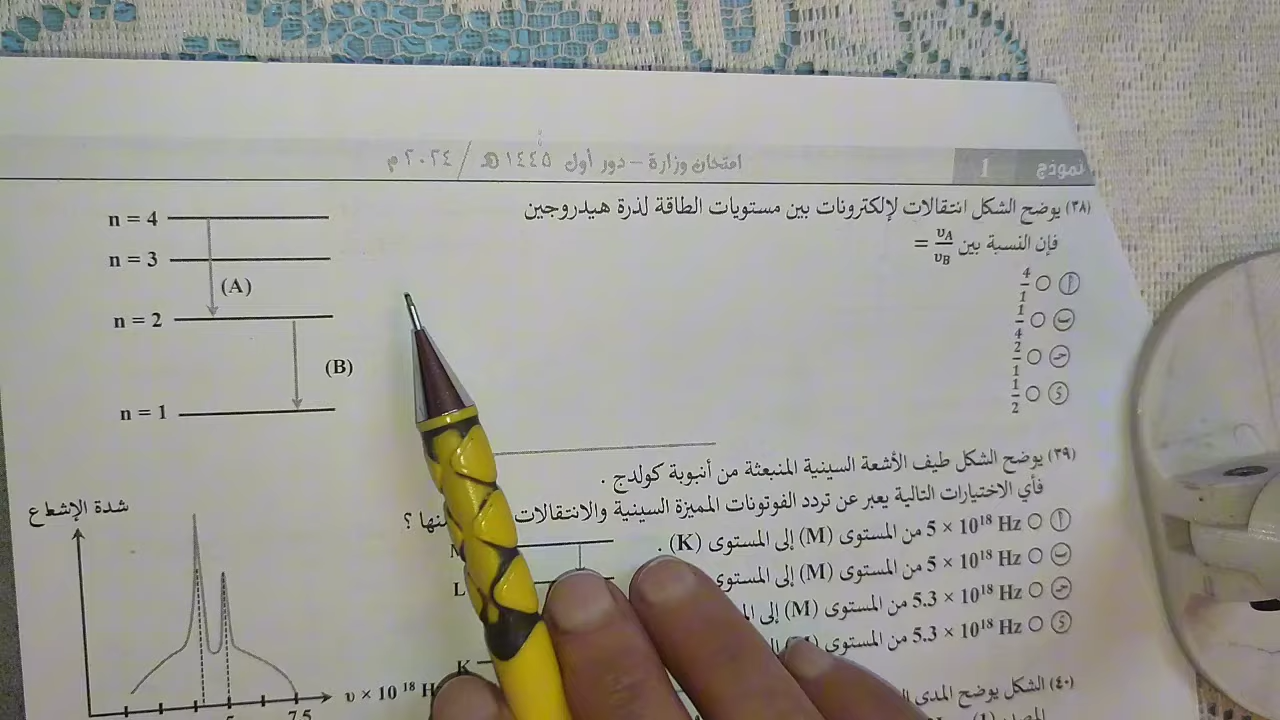 نموذج 1 امتحان وزارة – دور أول ١٤٤٥ هـ / ٢٠٢٤ م
(٣٨) يوضح الشكل انتقالات لإلكترونات بين مستويات الطاقة لذرة هيدروجين
فإن النسبة بين υA/υB =
أ 4/1
ب 1/4
جـ 2/1
د 1/2
n = 4
n = 3
(A)
n = 2
(B)
n = 1
(٣٩) يوضح الشكل طيف الأشعة السينية المنبعثة من أنبوبة كولدج .
فأي الاختيارات التالية يعبر عن تردد الفوتونات المميزة السينية والانتقالات
أ 5 × 10¹⁸ Hz من المستوى (M) إلى المستوى (K) .
ب 5 × 10¹⁸ Hz من المستوى (M) إلى المستوى
جـ 5.3 × 10¹⁸ Hz من المستوى (M) إلى
د 5.3 × 10¹⁸ Hz من المستوى
L
K
شدة الإشعاع
υ × 10¹⁸ H
5
7.5
(٤٠) الشكل يوضح المدى